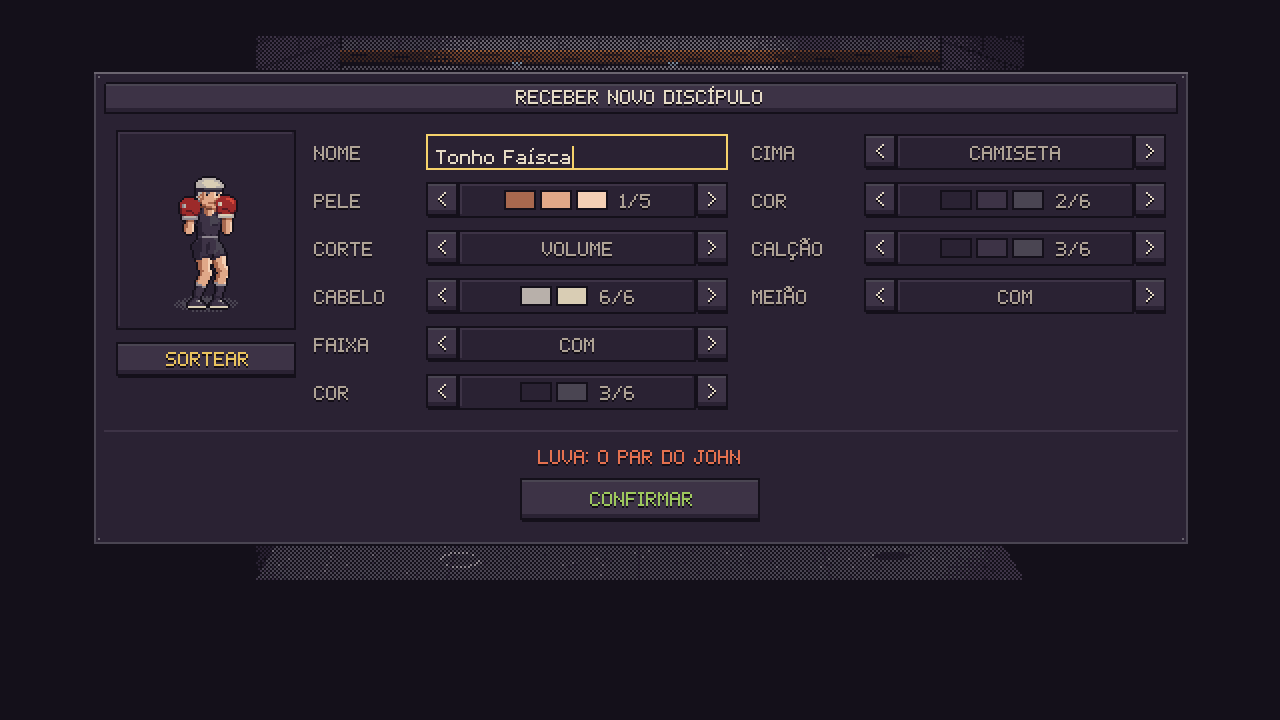 RECEBER NOVO DISCÍPULO
NOME
Tonho Faísca
PELE
< 1/5 >
CORTE
< VOLUME >
CABELO
< 6/6 >
FAIXA
< COM >
COR
< 3/6 >
CIMA
< CAMISETA >
COR
< 2/6 >
CALÇÃO
< 3/6 >
MEIÃO
< COM >
SORTEAR
LUVA: O PAR DO JOHN
CONFIRMAR